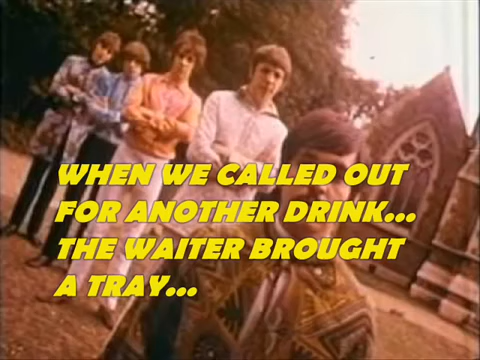 WHEN WE CALLED OUT
FOR ANOTHER DRINK...
THE WAITER BROUGHT
A TRAY...